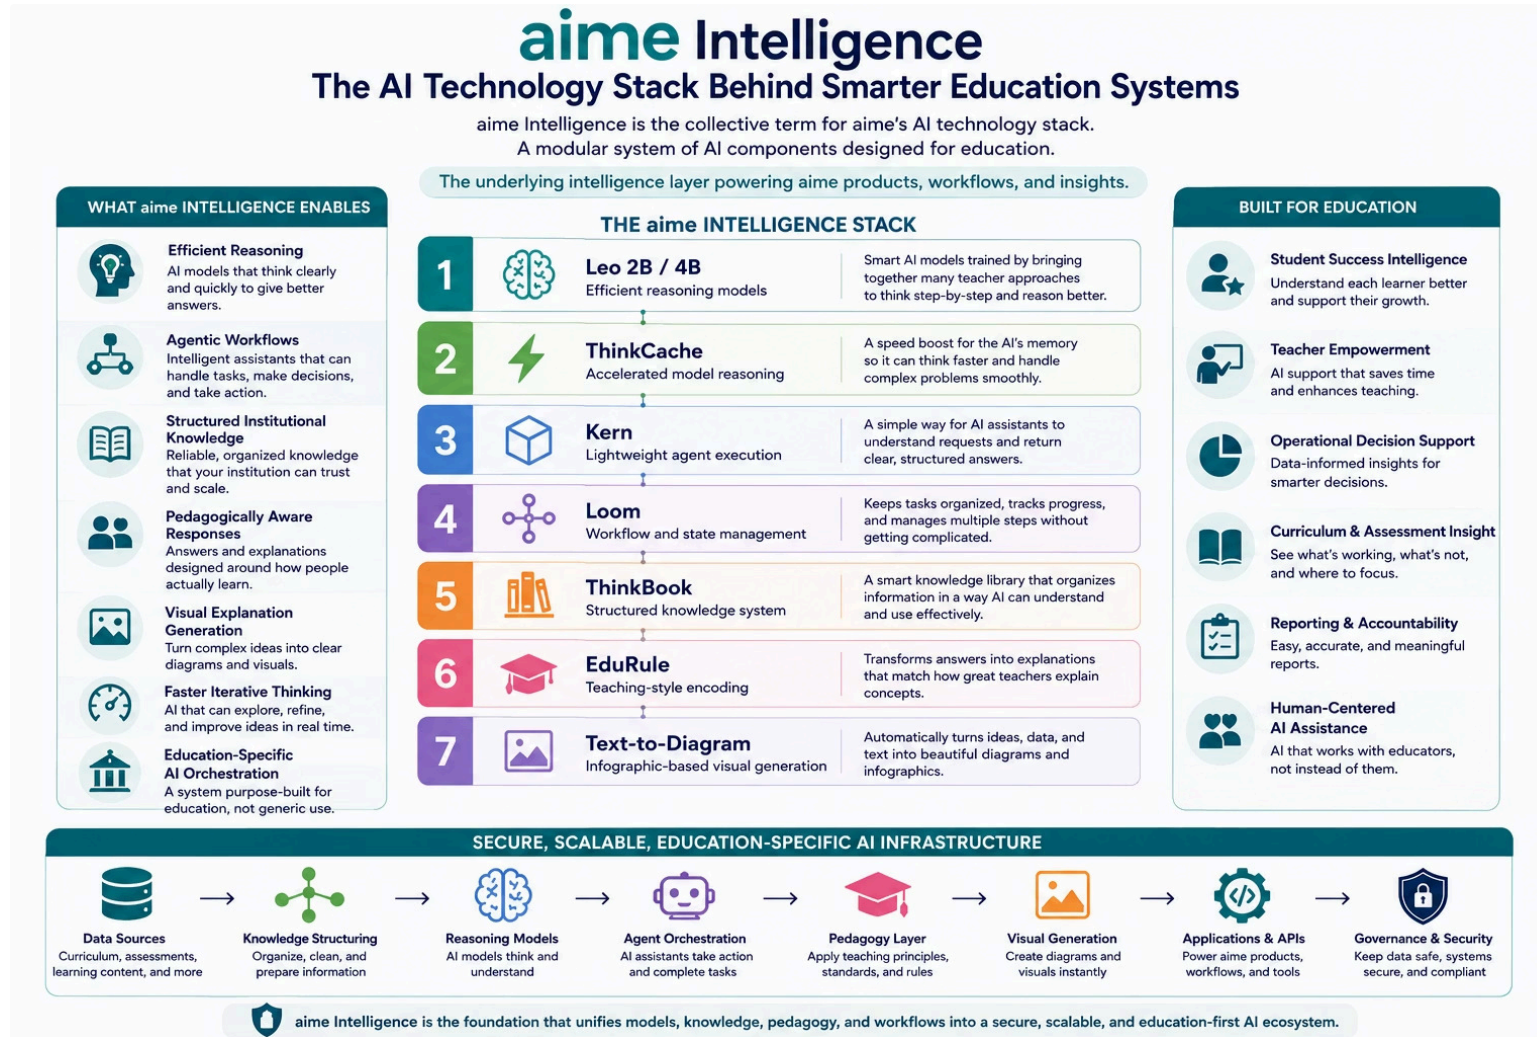 aime Intelligence
The AI Technology Stack Behind Smarter Education Systems
aime Intelligence is the collective term for aime's AI technology stack.
A modular system of AI components designed for education.
The underlying intelligence layer powering aime products, workflows, and insights.
WHAT aime INTELLIGENCE ENABLES
Efficient Reasoning
AI models that think clearly
and quickly to give better
answers.
Agentic Workflows
Intelligent assistants that can
handle tasks, make decisions,
and take action.
Structured Institutional
Knowledge
Reliable, organized knowledge
that your institution can trust
and scale.
Pedagogically Aware
Responses
Answers and explanations
designed around how people
actually learn.
Visual Explanation
Generation
Turn complex ideas into clear
diagrams and visuals.
Faster Iterative Thinking
AI that can explore, refine,
and improve ideas in real time.
Education-Specific
AI Orchestration
A system purpose-built for
education, not generic use.
THE aime INTELLIGENCE STACK
1
Leo 2B / 4B
Efficient reasoning models
Smart AI models trained by bringing
together many teacher approaches
to think step-by-step and reason better.
2
ThinkCache
Accelerated model reasoning
A speed boost for the AI's memory
so it can think faster and handle
complex problems smoothly.
3
Kern
Lightweight agent execution
A simple way for AI assistants to
understand requests and return
clear, structured answers.
4
Loom
Workflow and state management
Keeps tasks organized, tracks progress,
and manages multiple steps without
getting complicated.
5
ThinkBook
Structured knowledge system
A smart knowledge library that organizes
information in a way AI can understand
and use effectively.
6
EduRule
Teaching-style encoding
Transforms answers into explanations
that match how great teachers explain
concepts.
7
Text-to-Diagram
Infographic-based visual generation
Automatically turns ideas, data, and
text into beautiful diagrams and
infographics.
BUILT FOR EDUCATION
Student Success Intelligence
Understand each learner better
and support their growth.
Teacher Empowerment
AI support that saves time
and enhances teaching.
Operational Decision Support
Data-informed insights for
smarter decisions.
Curriculum & Assessment Insight
See what's working, what's not,
and where to focus.
Reporting & Accountability
Easy, accurate, and meaningful
reports.
Human-Centered
AI Assistance
AI that works with educators,
not instead of them.
SECURE, SCALABLE, EDUCATION-SPECIFIC AI INFRASTRUCTURE
Data Sources
Curriculum, assessments,
learning content, and more
Knowledge Structuring
Organize, clean, and
prepare information
Reasoning Models
AI models think and
understand
Agent Orchestration
AI assistants take action
and complete tasks
Pedagogy Layer
Apply teaching principles,
standards, and rules
Visual Generation
Create diagrams and
visuals instantly
Applications & APIs
Power aime products,
workflows, and tools
Governance & Security
Keep data safe, systems
secure, and compliant
aime Intelligence is the foundation that unifies models, knowledge, pedagogy, and workflows into a secure, scalable, and education-first AI ecosystem.